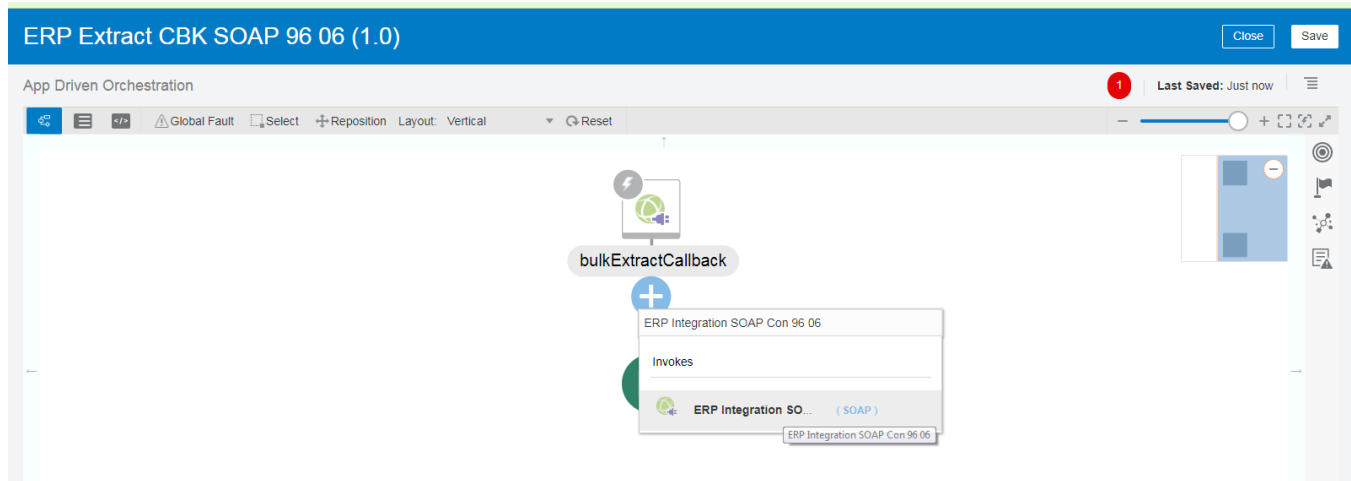 ERP Extract CBK SOAP 96 06 (1.0)
Close
Save
App Driven Orchestration
1
Last Saved: Just now
</>
Global Fault
Select
Reposition
Layout: Vertical
Reset
bulkExtractCallback
ERP Integration SOAP Con 96 06
Invokes
ERP Integration SO...
( SOAP )
ERP Integration SOAP Con 96 06